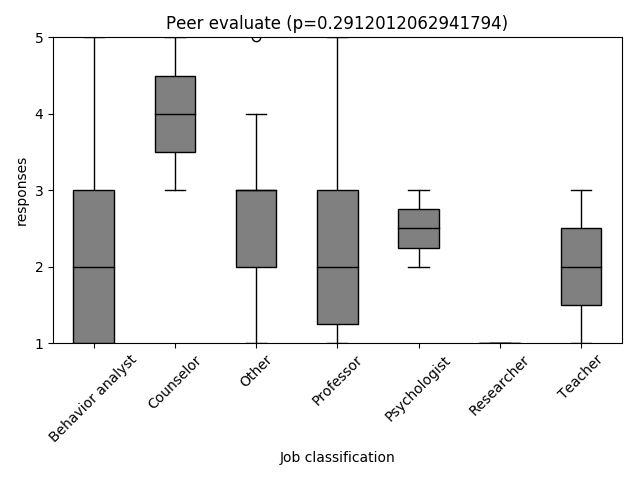 Peer evaluate (p=0.2912012062941794)
5
4
3
2
1
responses
Behavior analyst
Counselor
Other
Professor
Psychologist
Researcher
Teacher
Job classification